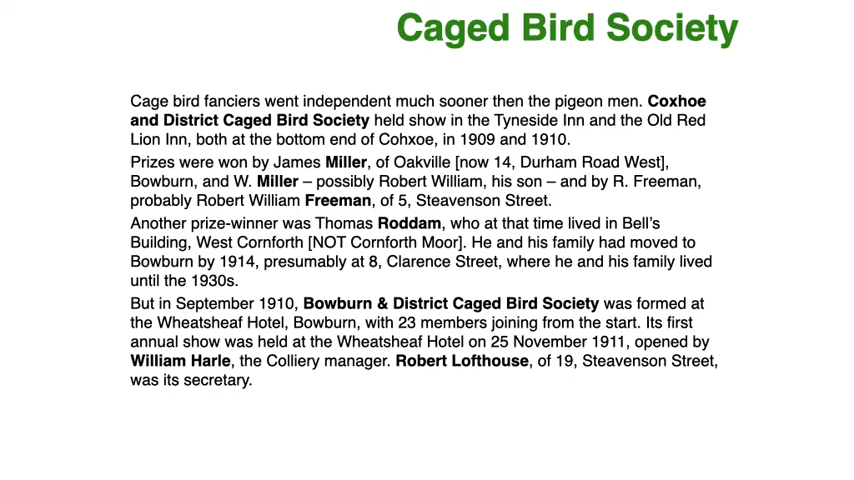 Caged Bird Society
Cage bird fanciers went independent much sooner then the pigeon men. Coxhoe
and District Caged Bird Society held show in the Tyneside Inn and the Old Red
Lion Inn, both at the bottom end of Cohxoe, in 1909 and 1910.
Prizes were won by James Miller, of Oakville [now 14, Durham Road West],
Bowburn, and W. Miller – possibly Robert William, his son – and by R. Freeman,
probably Robert William Freeman, of 5, Steavenson Street.
Another prize-winner was Thomas Roddam, who at that time lived in Bell’s
Building, West Cornforth [NOT Cornforth Moor]. He and his family had moved to
Bowburn by 1914, presumably at 8, Clarence Street, where he and his family lived
until the 1930s.
But in September 1910, Bowburn & District Caged Bird Society was formed at
the Wheatsheaf Hotel, Bowburn, with 23 members joining from the start. Its first
annual show was held at the Wheatsheaf Hotel on 25 November 1911, opened by
William Harle, the Colliery manager. Robert Lofthouse, of 19, Steavenson Street,
was its secretary.